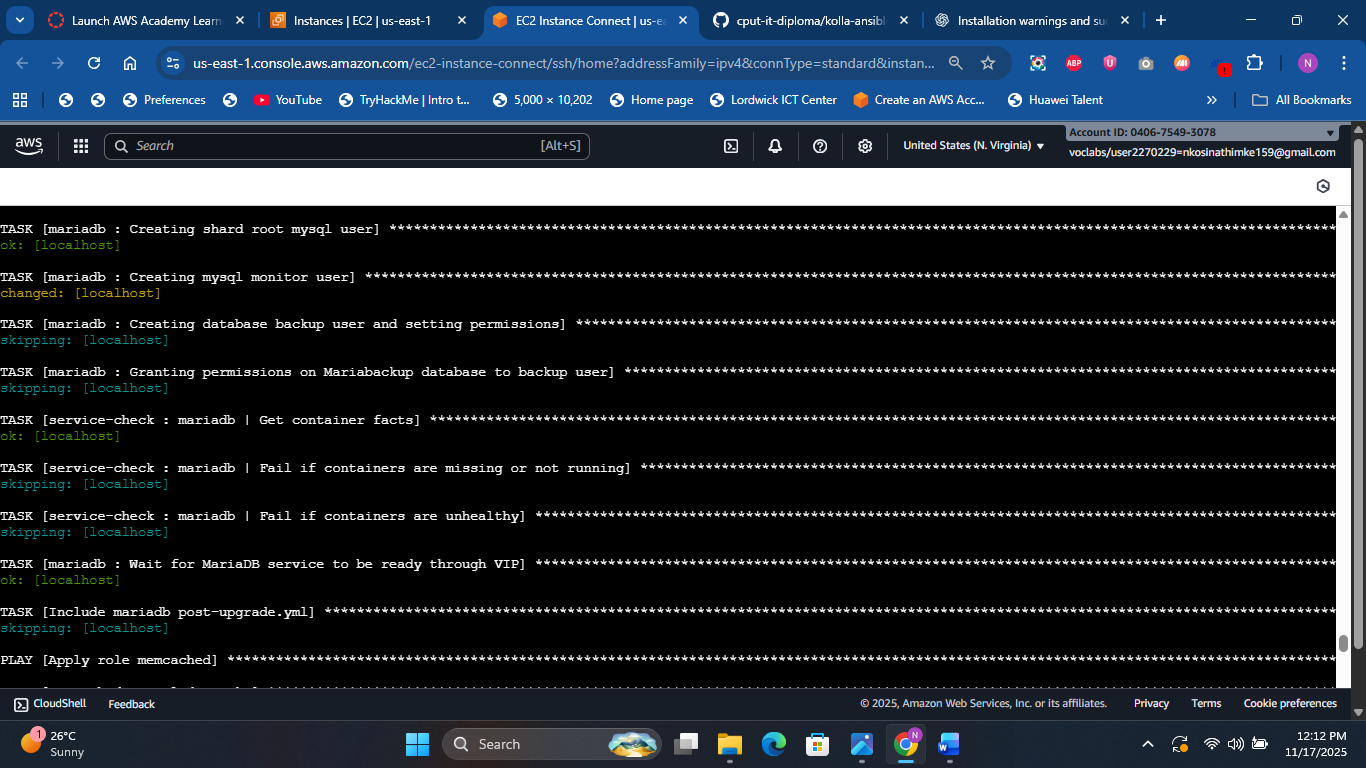 Launch AWS Academy Learn
Instances | EC2 | us-east-1
EC2 Instance Connect | us-ea
cput-it-diploma/kolla-ansibl
Installation warnings and su
us-east-1.console.aws.amazon.com/ec2-instance-connect/ssh/home?addressFamily=ipv4&connType=standard&instan...
ABP
N
Preferences
YouTube
TryHackMe | Intro t...
5,000 × 10,202
Home page
Lordwick ICT Center
Create an AWS Acc...
Huawei Talent
»
All Bookmarks
aws
Search
[Alt+S]
United States (N. Virginia)
Account ID: 0406-7549-3078
voclabs/user2270229=nkosinathimke159@gmail.com
TASK [mariadb : Creating shard root mysql user] ********************
ok: [localhost]
TASK [mariadb : Creating mysql monitor user] ********************
changed: [localhost]
TASK [mariadb : Creating database backup user and setting permissions] ********************
skipping: [localhost]
TASK [mariadb : Granting permissions on Mariabackup database to backup user] ********************
skipping: [localhost]
TASK [service-check : mariadb | Get container facts] ********************
ok: [localhost]
TASK [service-check : mariadb | Fail if containers are missing or not running] ********************
skipping: [localhost]
TASK [service-check : mariadb | Fail if containers are unhealthy] ********************
skipping: [localhost]
TASK [mariadb : Wait for MariaDB service to be ready through VIP] ********************
ok: [localhost]
TASK [Include mariadb post-upgrade.yml] ********************
skipping: [localhost]
PLAY [Apply role memcached] ********************
CloudShell
Feedback
© 2025, Amazon Web Services, Inc. or its affiliates.
Privacy
Terms
Cookie preferences
1
26°C
Sunny
Search
N
12:12 PM
11/17/2025